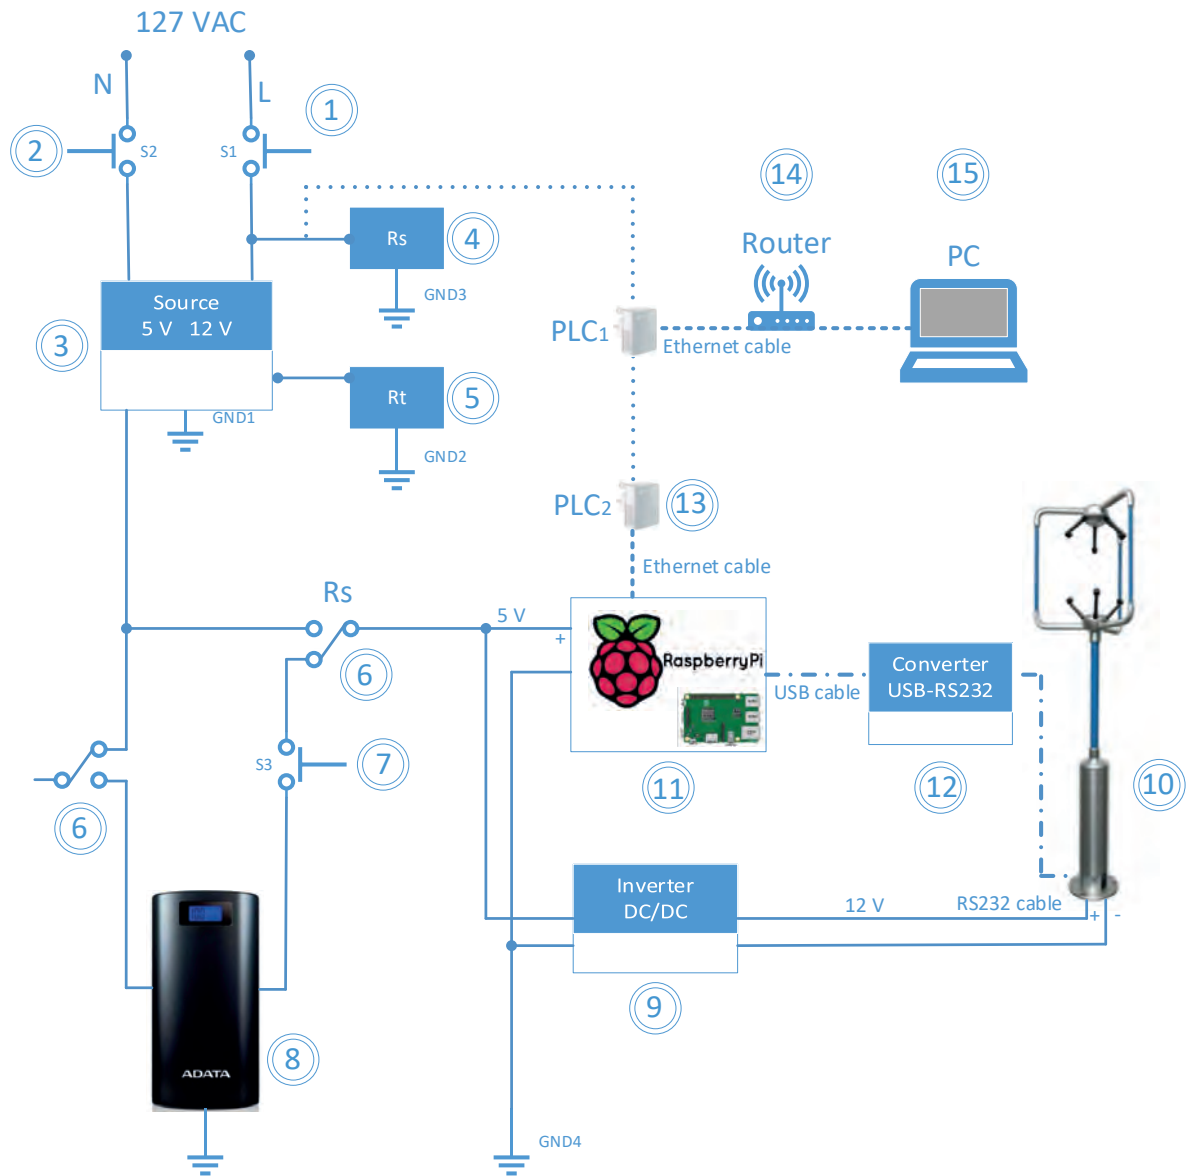 127 VAC
N
L
1
2
S2
S1
14
15
Rs
4
Router
PC
GND3
Source
5 V 12 V
3
PLC1
Ethernet cable
Rt
5
GND1
GND2
PLC2
13
Ethernet cable
Rs
5 V
+
6
RaspberryPi
USB cable
Converter
USB-RS232
S3
7
6
11
12
10
Inverter
DC/DC
12 V
RS232 cable
+ -
9
8
ADATA
GND4